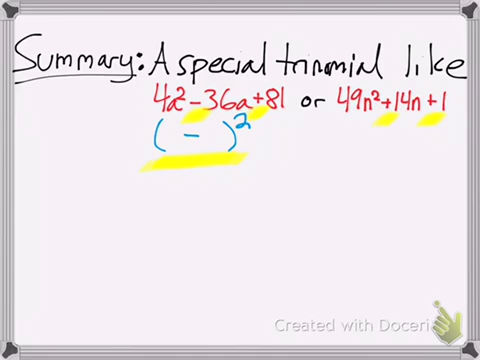 Summary: A special trinomial like
4a² - 36a + 81 or 49n² + 14n + 1
( - )²
Created with Doceri